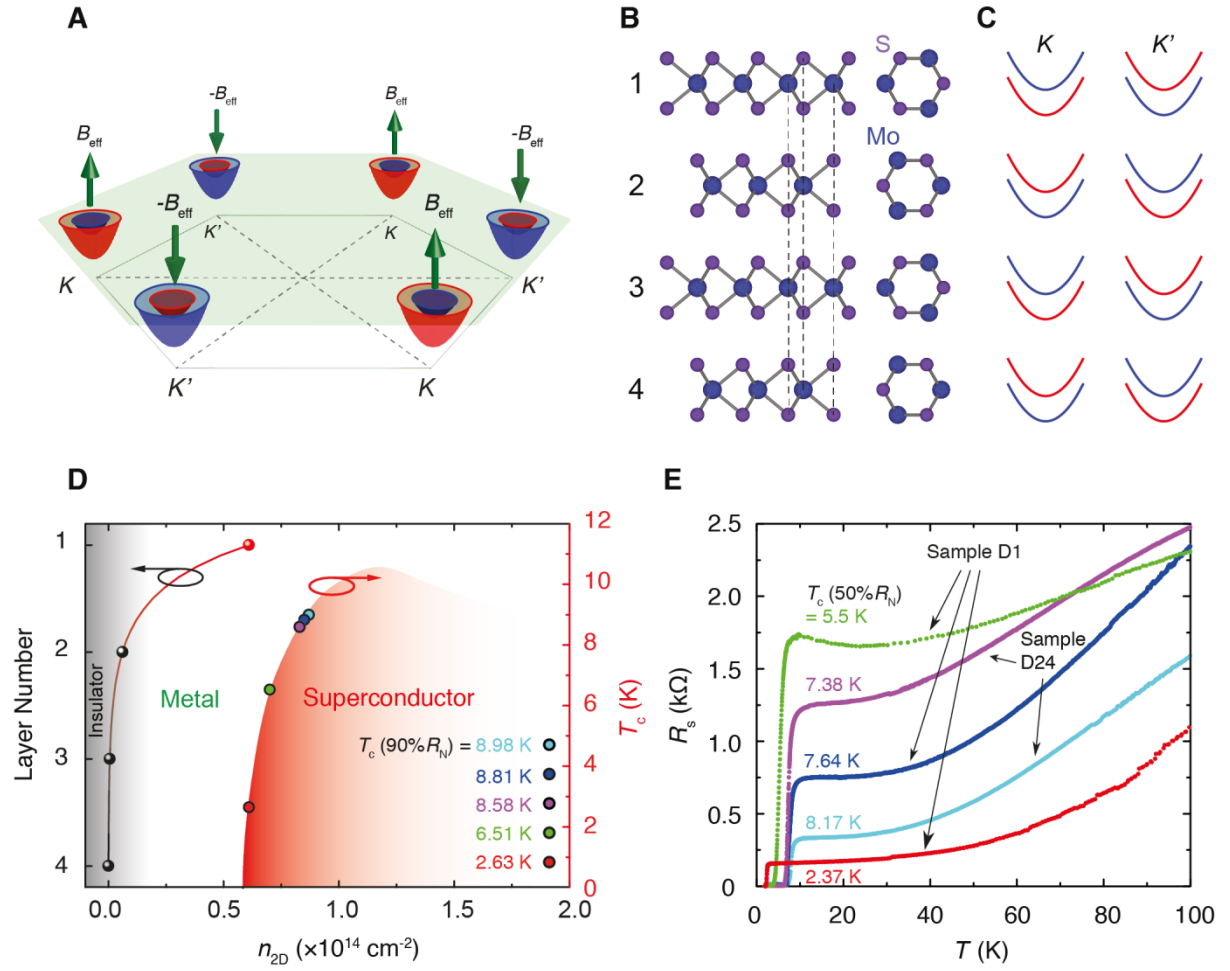 A
-B_eff
B_eff
B_eff
-B_eff
-B_eff
B_eff
K'
K
K
K'
K'
K
B
S
1
Mo
2
3
4
C
K
K'
D
Layer Number
1
2
3
4
Insulator
Metal
Superconductor
T_c (90%R_N) = 8.98 K
8.81 K
8.58 K
6.51 K
2.63 K
12
10
8
6
4
2
0
T_c (K)
0.0 0.5 1.0 1.5 2.0
n_2D (×10^14 cm^-2)
E
R_s (kΩ)
2.5
2.0
1.5
1.0
0.5
0
Sample D1
T_c (50%R_N)
= 5.5 K
Sample
D24
7.38 K
7.64 K
8.17 K
2.37 K
0 20 40 60 80 100
T (K)